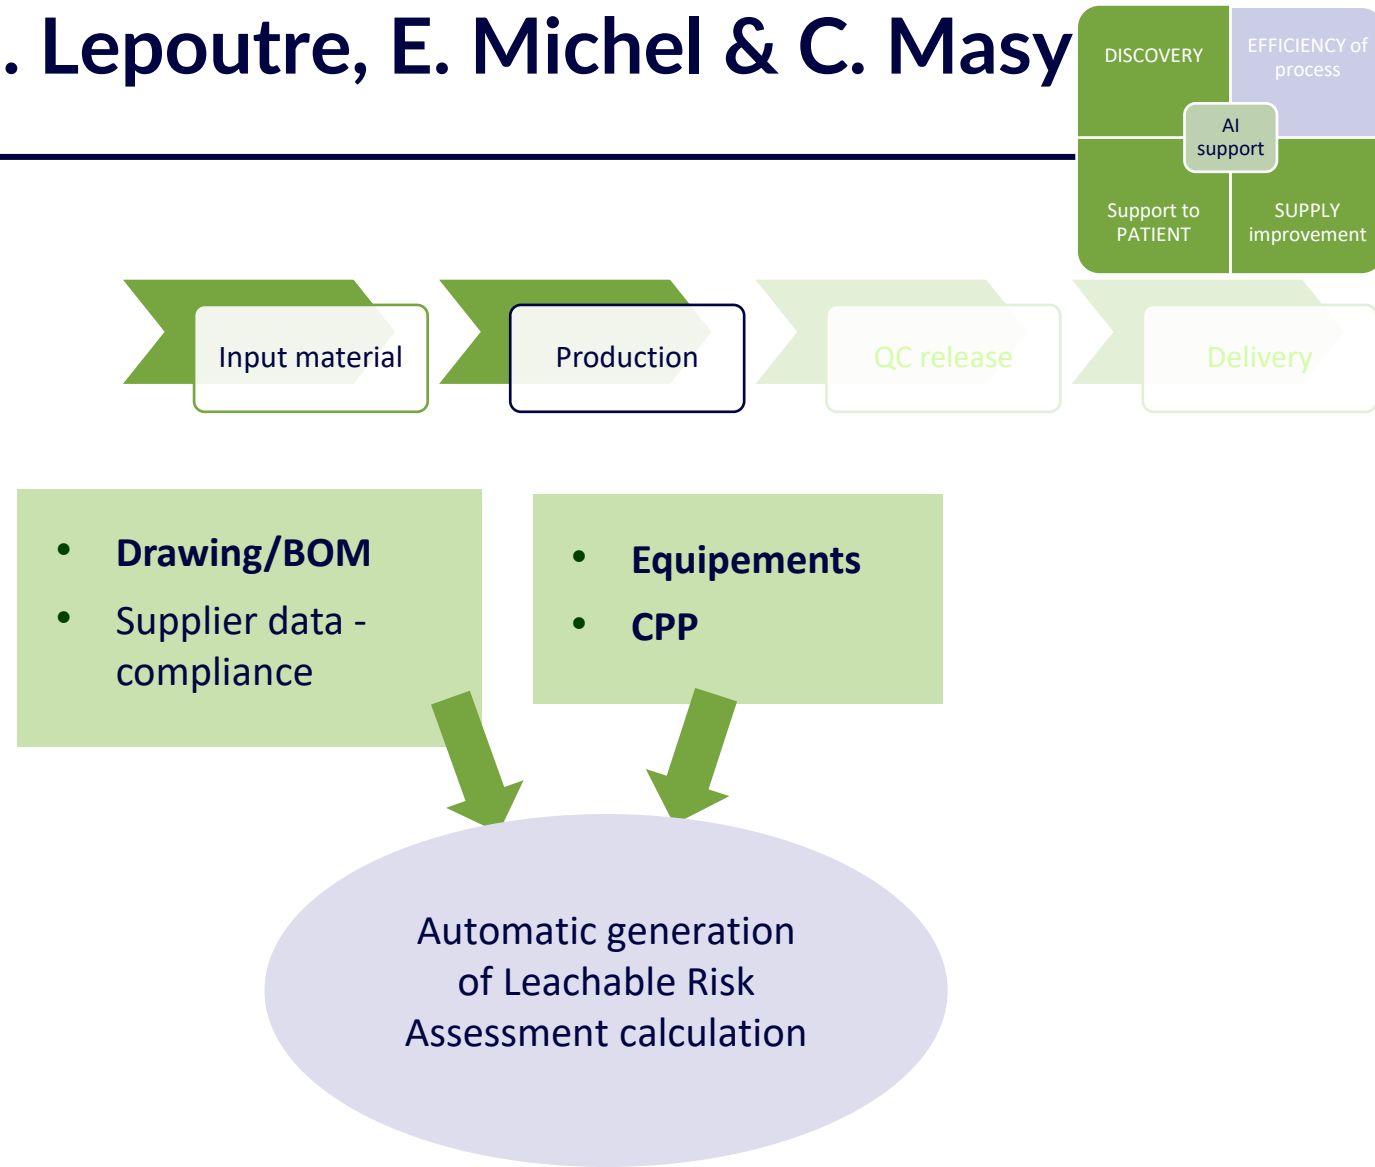 . Lepoutre, E. Michel & C. Masy
DISCOVERY
EFFICIENCY of
process
AI
support
Support to
PATIENT
SUPPLY
improvement
Input material
Production
QC release
Delivery
• Drawing/BOM
• Supplier data -
compliance
• Equipements
• CPP
Automatic generation
of Leachable Risk
Assessment calculation